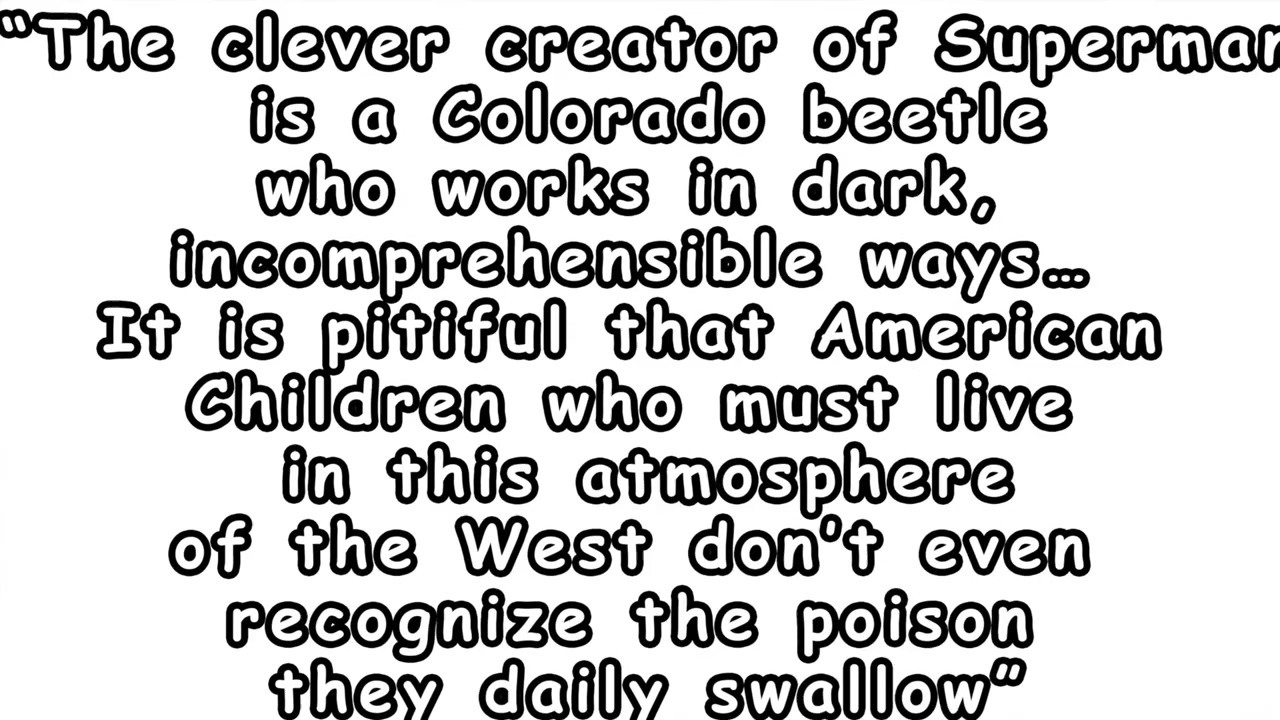 “The clever creator of Superman
is a Colorado beetle
who works in dark,
incomprehensible ways...
It is pitiful that American
Children who must live
in this atmosphere
of the West don't even
recognize the poison
they daily swallow”